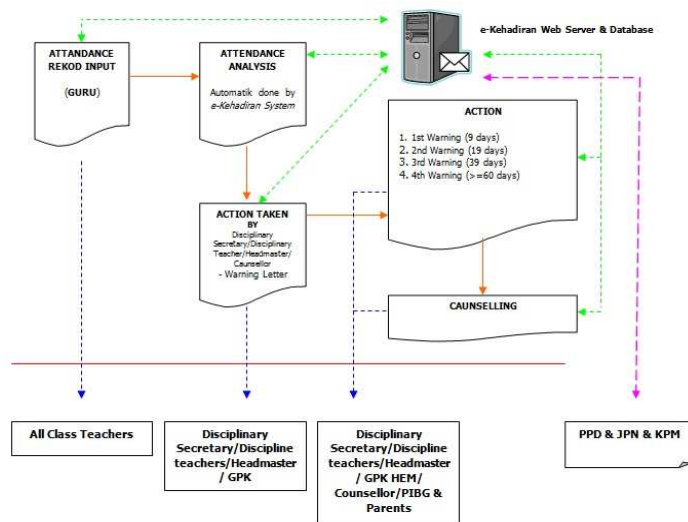 e-Kehadiran Web Server & Database
ATTANDANCE
REKOD INPUT
(GURU)
ATTENDANCE
ANALYSIS
Automatik done by
e-Kehadiran System
ACTION
1. 1st Warning (9 days)
2. 2nd Warning (19 days)
3. 3rd Warning (39 days)
4. 4th Warning (>=60 days)
ACTION TAKEN
BY
Disciplinary
Secretary/Disciplinary
Teacher/Headmaster/
Caunsellor
- Warning Letter
CAUNSELLING
All Class Teachers
Disciplinary
Secretary/Discipline
teachers/Headmaster
/ GPK
Disciplinary
Secretary/Discipline
teachers/Headmaster
/ GPK HEM/
Counsellor/PIBG &
Parents
PPD & JPN & KPM